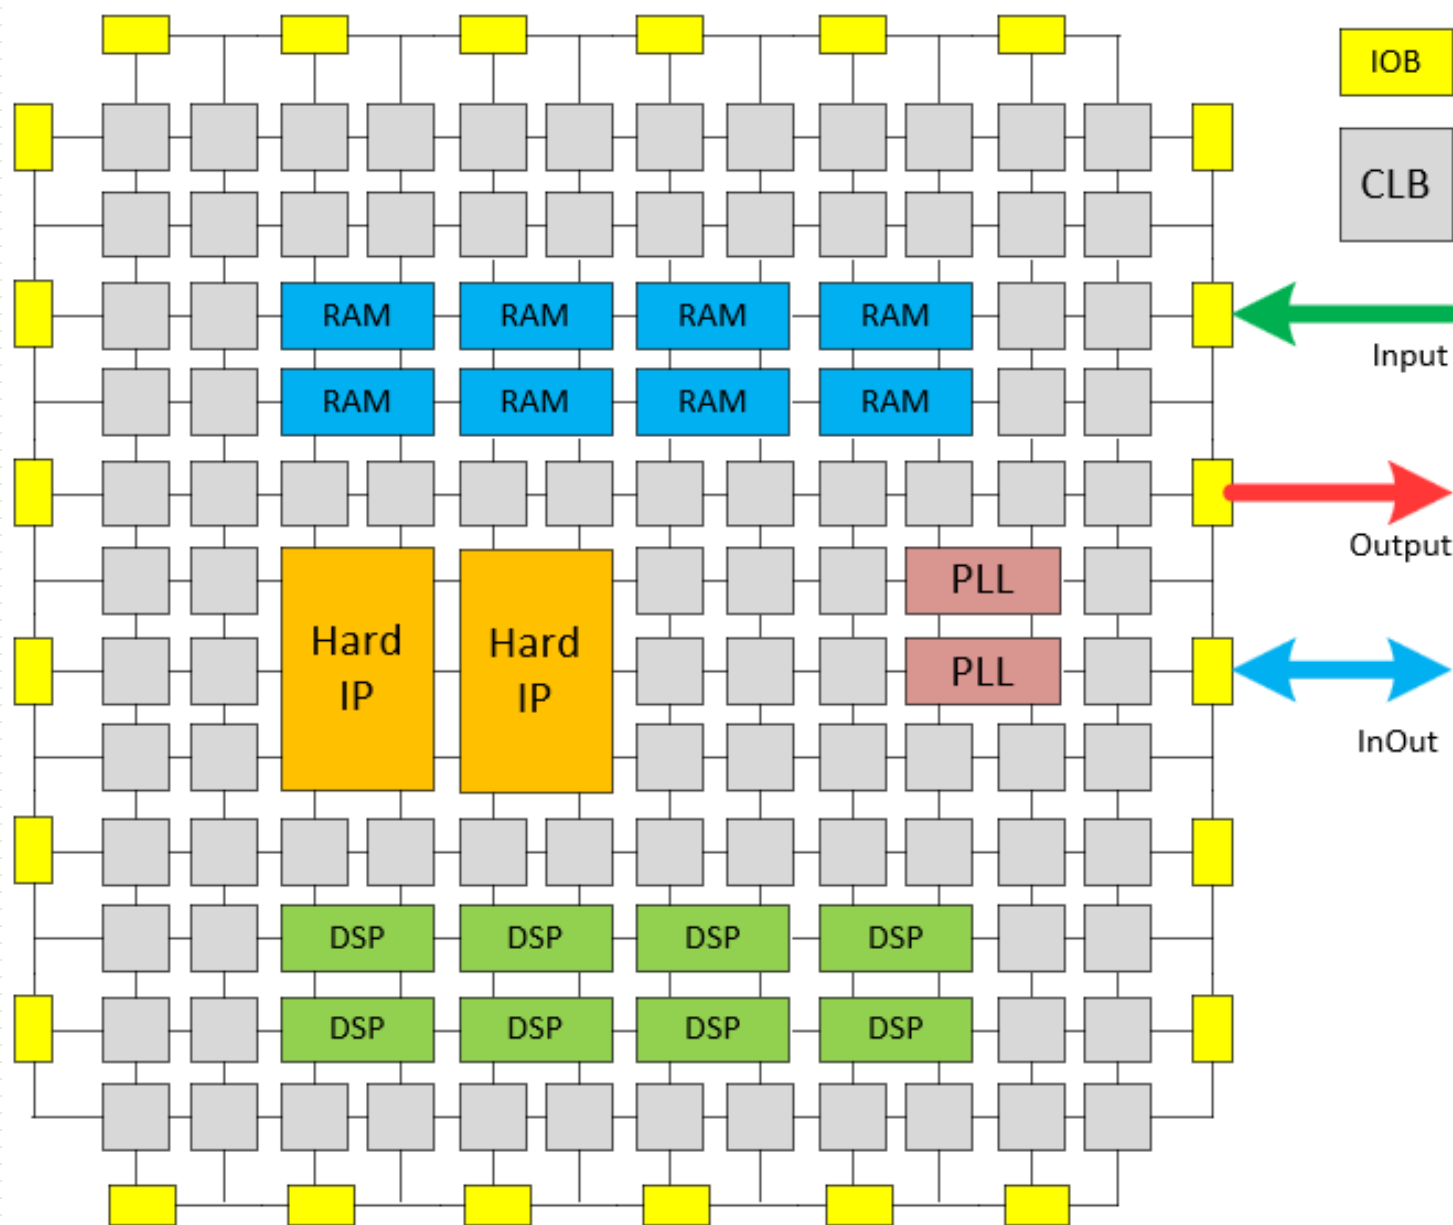 IOB
CLB
RAM RAM RAM RAM
Input
RAM RAM RAM RAM
Output
PLL
Hard IP
Hard IP
PLL
InOut
DSP DSP DSP DSP
DSP DSP DSP DSP